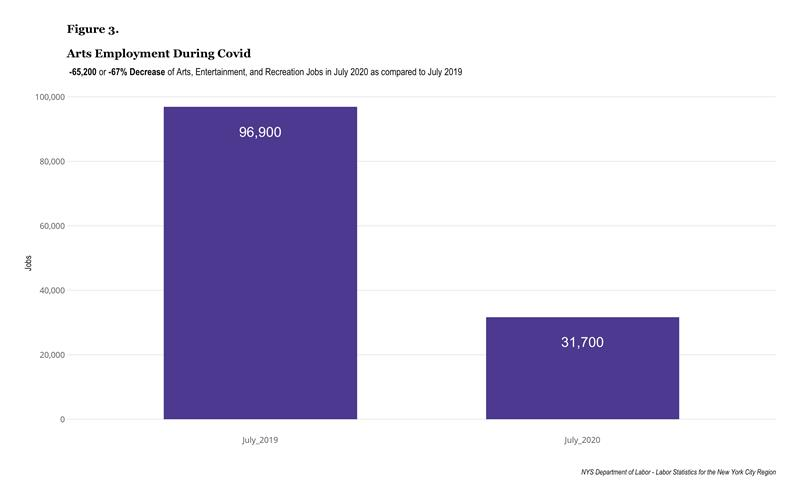 Figure 3.
Arts Employment During Covid
-65,200 or -67% Decrease of Arts, Entertainment, and Recreation Jobs in July 2020 as compared to July 2019
100,000
96,900
80,000
60,000
Jobs
40,000
31,700
20,000
0
July_2019
July_2020
NYS Department of Labor - Labor Statistics for the New York City Region